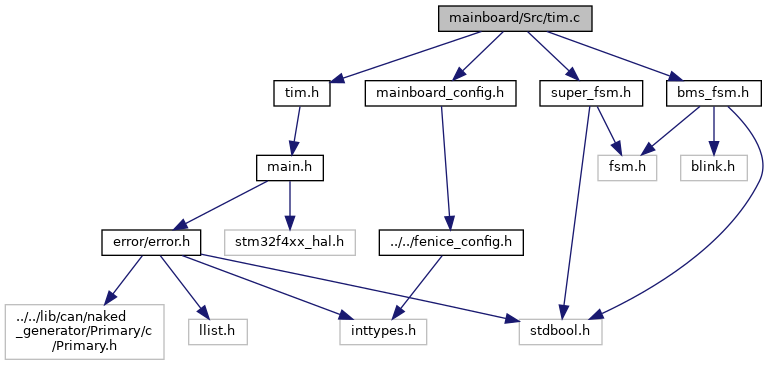 mainboard/Src/tim.c
tim.h
mainboard_config.h
super_fsm.h
bms_fsm.h
main.h
fsm.h
blink.h
error/error.h
stm32f4xx_hal.h
../../fenice_config.h
../../lib/can/naked
_generator/Primary/c
/Primary.h
llist.h
inttypes.h
stdbool.h